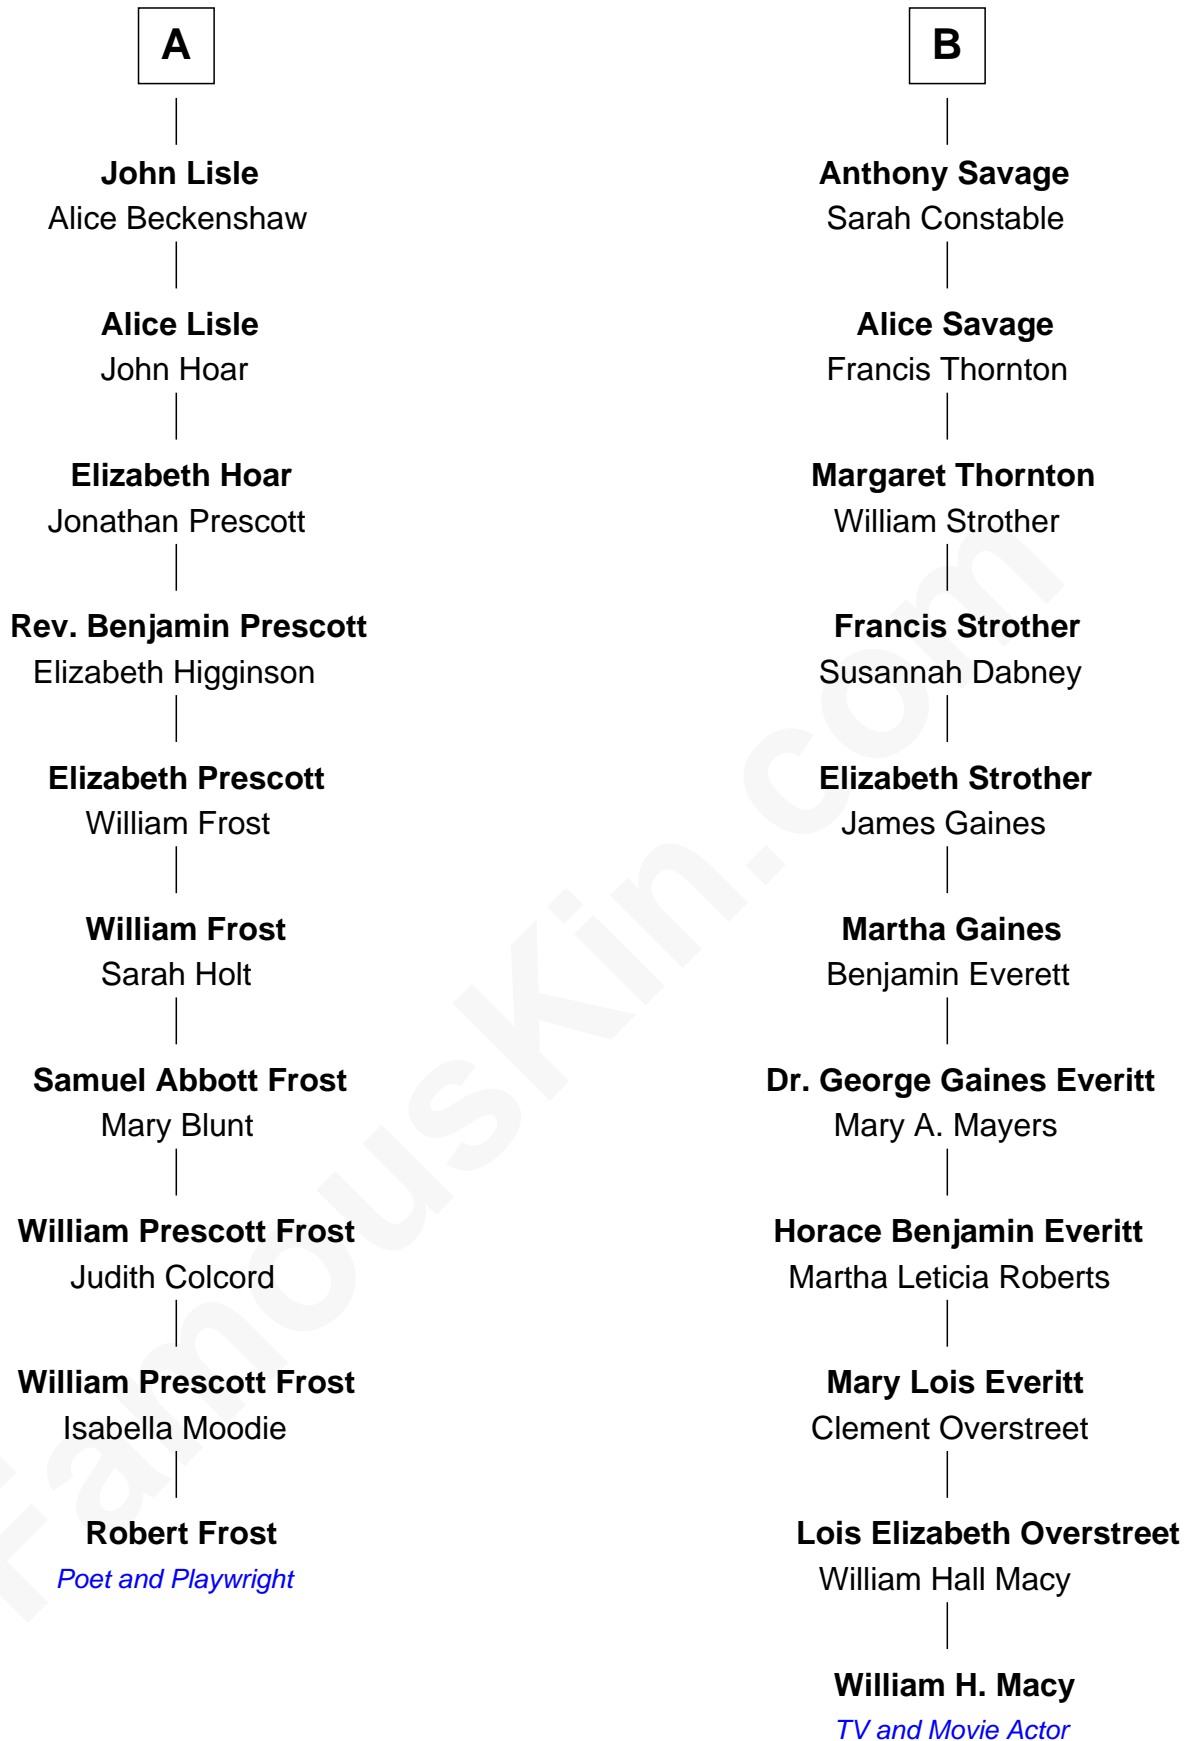 A
John Lisle
Alice Beckenshaw
Alice Lisle
John Hoar
Elizabeth Hoar
Jonathan Prescott
Rev. Benjamin Prescott
Elizabeth Higginson
Elizabeth Prescott
William Frost
William Frost
Sarah Holt
Samuel Abbott Frost
Mary Blunt
William Prescott Frost
Judith Colcord
William Prescott Frost
Isabella Moodie
Robert Frost
Poet and Playwright
B
Anthony Savage
Sarah Constable
Alice Savage
Francis Thornton
Margaret Thornton
William Strother
Francis Strother
Susannah Dabney
Elizabeth Strother
James Gaines
Martha Gaines
Benjamin Everett
Dr. George Gaines Everitt
Mary A. Mayers
Horace Benjamin Everitt
Martha Leticia Roberts
Mary Lois Everitt
Clement Overstreet
Lois Elizabeth Overstreet
William Hall Macy
William H. Macy
TV and Movie Actor
FamousKin.com